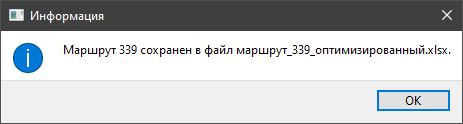 Информация
Маршрут 339 сохранен в файл маршрут_339_оптимизированный.xlsx.
OK